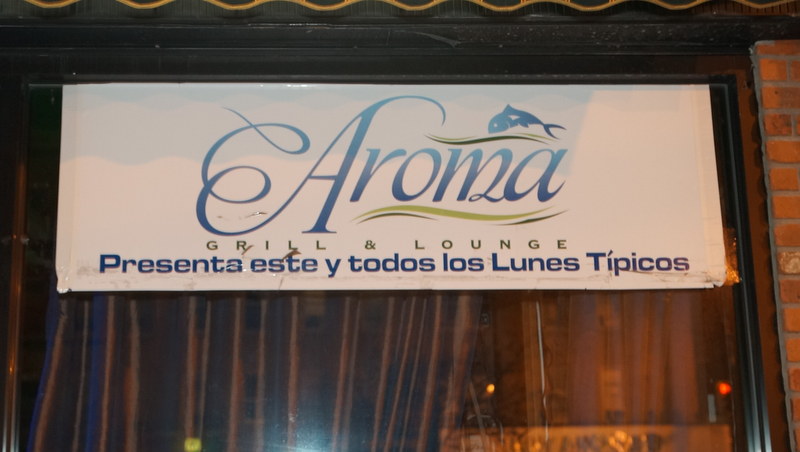 Aroma
GRILL & LOUNGE
Presenta este y todos los Lunes Típicos